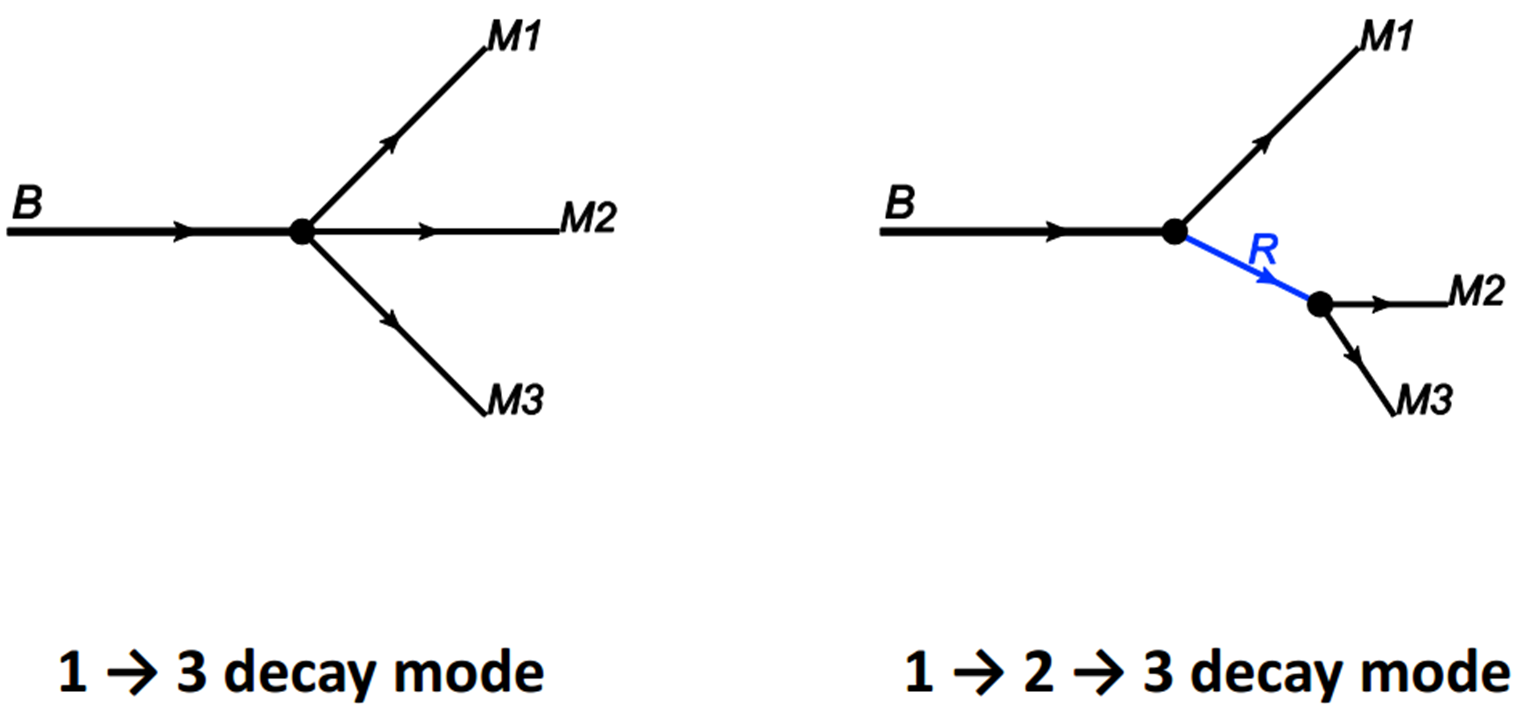 M1
B
M2
M3
1 → 3 decay mode
M1
B
R
M2
M3
1 → 2 → 3 decay mode